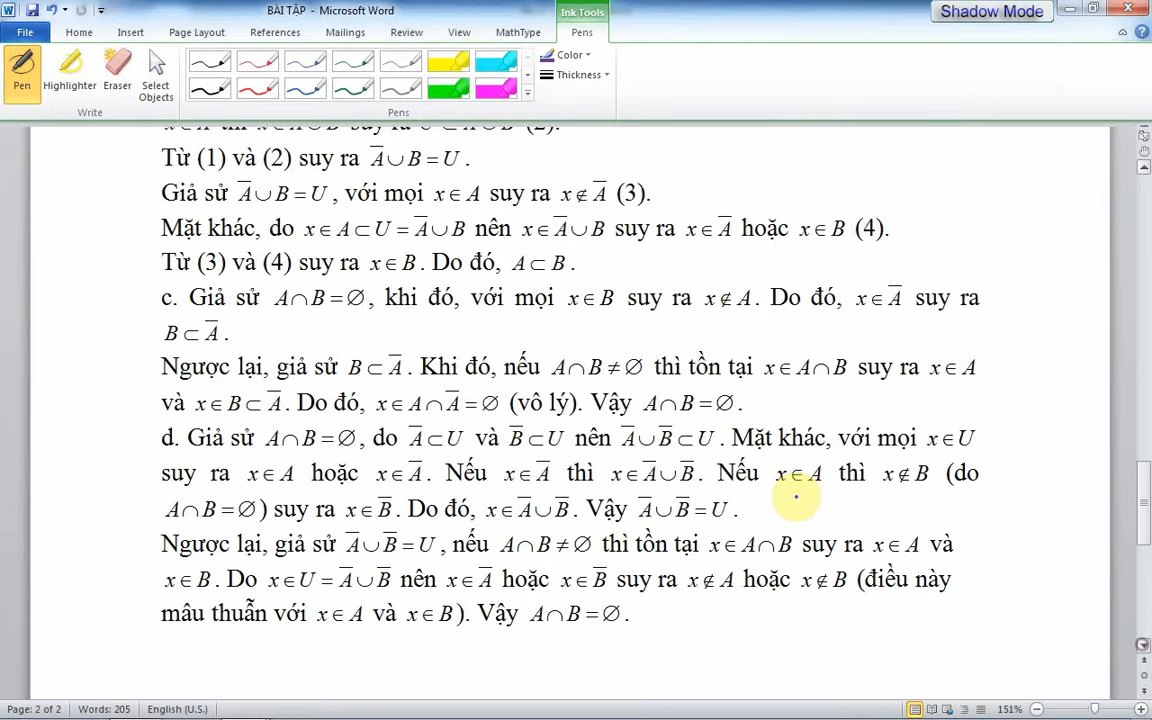 BÀI TẬP - Microsoft Word
Ink Tools
Shadow Mode
File Home Insert Page Layout References Mailings Review View MathType Pens
Pen Highlighter Eraser Select Objects
Color
Thickness
Write Pens
Từ (1) và (2) suy ra A̅ ∪ B = U .
Giả sử A̅ ∪ B = U , với mọi x ∈ A suy ra x ∉ A̅ (3).
Mặt khác, do x ∈ A ⊂ U = A̅ ∪ B nên x ∈ A̅ ∪ B suy ra x ∈ A̅ hoặc x ∈ B (4).
Từ (3) và (4) suy ra x ∈ B . Do đó, A ⊂ B .
c. Giả sử A ∩ B = ∅, khi đó, với mọi x ∈ B suy ra x ∉ A . Do đó, x ∈ A̅ suy ra
B ⊂ A̅ .
Ngược lại, giả sử B ⊂ A̅ . Khi đó, nếu A ∩ B ≠ ∅ thì tồn tại x ∈ A ∩ B suy ra x ∈ A
và x ∈ B ⊂ A̅ . Do đó, x ∈ A ∩ A̅ = ∅ (vô lý). Vậy A ∩ B = ∅ .
d. Giả sử A ∩ B = ∅, do A̅ ⊂ U và B̅ ⊂ U nên A̅ ∪ B̅ ⊂ U . Mặt khác, với mọi x ∈ U
suy ra x ∈ A hoặc x ∈ A̅ . Nếu x ∈ A̅ thì x ∈ A̅ ∪ B̅ . Nếu x ∈ A thì x ∉ B (do
A ∩ B = ∅) suy ra x ∈ B̅ . Do đó, x ∈ A̅ ∪ B̅ . Vậy A̅ ∪ B̅ = U .
Ngược lại, giả sử A̅ ∪ B̅ = U , nếu A ∩ B ≠ ∅ thì tồn tại x ∈ A ∩ B suy ra x ∈ A và
x ∈ B . Do x ∈ U = A̅ ∪ B̅ nên x ∈ A̅ hoặc x ∈ B̅ suy ra x ∉ A hoặc x ∉ B (điều này
mâu thuẫn với x ∈ A và x ∈ B ). Vậy A ∩ B = ∅ .
Page: 2 of 2 Words: 205 English (U.S.) 151%